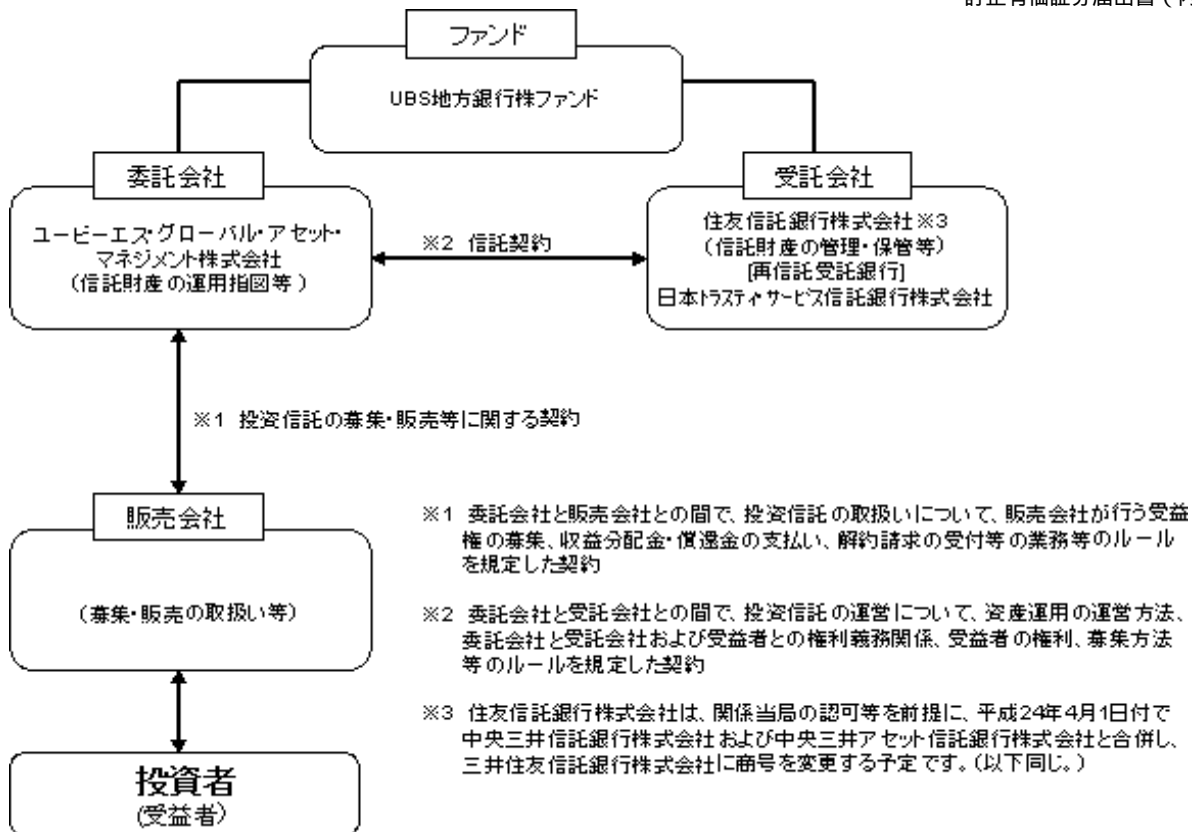 ファンド
UBS地方銀行株ファンド
委託会社
ユービーエス・グローバル・アセット・
マネジメント株式会社
(信託財産の運用指図等)
※2 信託契約
受託会社
住友信託銀行株式会社※3
(信託財産の管理・保管等)
[再信託受託銀行]
日本トラスティ・サービス信託銀行株式会社
※1 投資信託の募集・販売等に関する契約
販売会社
(募集・販売の取扱い等)
投資者
(受益者)
※1 委託会社と販売会社との間で、投資信託の取扱いについて、販売会社が行う受益
権の募集、収益分配金・償還金の支払い、解約請求の受付等の業務等のルール
を規定した契約
※2 委託会社と受託会社との間で、投資信託の運営について、資産運用の運営方法、
委託会社と受託会社および受益者との権利義務関係、受益者の権利、募集方法
等のルールを規定した契約
※3 住友信託銀行株式会社は、関係当局の認可等を前提に、平成24年4月1日付で
中央三井信託銀行株式会社および中央三井アセット信託銀行株式会社と合併し、
三井住友信託銀行株式会社に商号を変更する予定です。(以下同じ。)